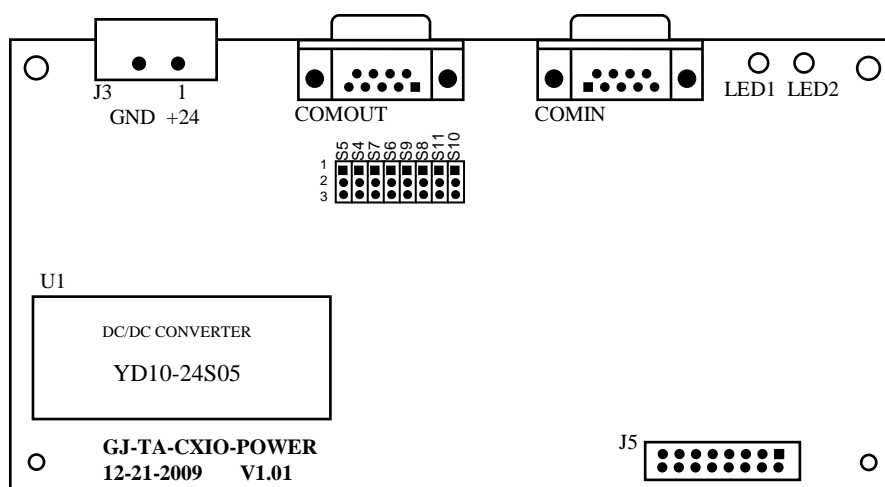 J3 1
GND +24
COMOUT
COMIN
LED1 LED2
S5 S4 S7 S6 S9 S8 S11 S10
1
2
3
U1
DC/DC CONVERTER
YD10-24S05
GJ-TA-CXIO-POWER
12-21-2009 V1.01
J5